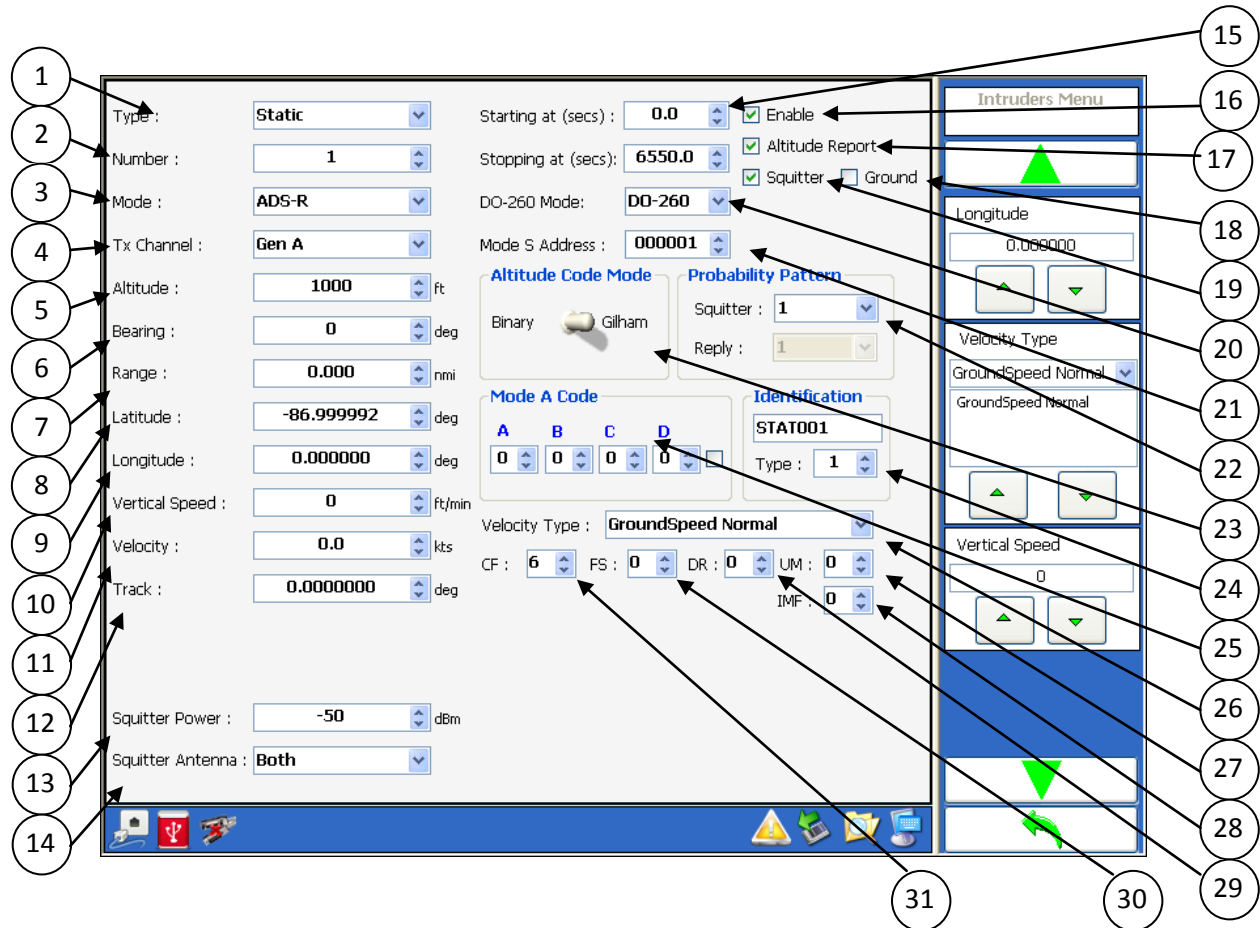 15
1
Intruders Menu
16
Type : Static Starting at (secs) : 0.0 Enable
2
Altitude Report
17
Number : 1 Stopping at (secs): 6550.0
Squitter Ground
3
Mode : ADS-R DO-260 Mode: DO-260
Longitude
18
4
Tx Channel : Gen A Mode S Address : 000001
0.000000
Altitude Code Mode Probability Pattern
5
Altitude : 1000 ft
19
Squitter : 1
Binary Gilham
6
Bearing : 0 deg
Velocity Type
20
Reply : 1
Range : 0.000 nmi
GroundSpeed Normal
7
Mode A Code Identification
GroundSpeed Normal
21
Latitude : -86.999992 deg
A B C D
STAT001
22
8
Longitude : 0.000000 deg
0 0 0 0
Type : 1
Vertical Speed : 0 ft/min
23
9
Velocity Type : GroundSpeed Normal
Velocity : 0.0 kts
Vertical Speed
10
CF : 6 FS : 0 DR : 0 UM : 0
0
24
Track : 0.0000000 deg
IMF : 0
11
25
12
Squitter Power : -50 dBm
26
13
Squitter Antenna : Both
27
14
28
29
31
30